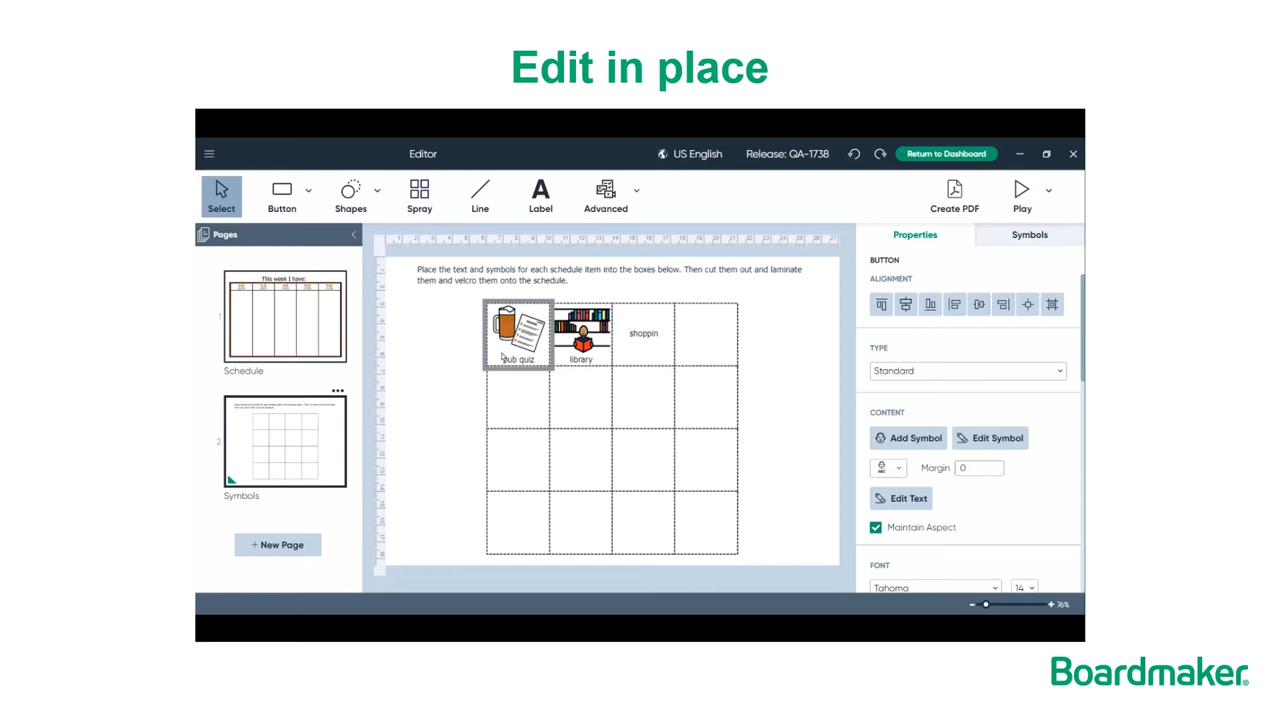 Edit in place
Editor
US English
Release: QA-1738
Return to Dashboard
Select
Button
Shapes
Spray
Line
A
Label
Advanced
Create PDF
Play
Pages
Properties
Symbols
1
This week I have:
Schedule
2
Symbols
+ New Page
Place the text and symbols for each schedule item into the boxes below. Then cut them out and laminate
them and velcro them onto the schedule.
pub quiz
library
shoppin
BUTTON
ALIGNMENT
TYPE
Standard
CONTENT
Add Symbol
Edit Symbol
ABC
Margin
0
Edit Text
Maintain Aspect
FONT
Tahoma
14
76%
Boardmaker®